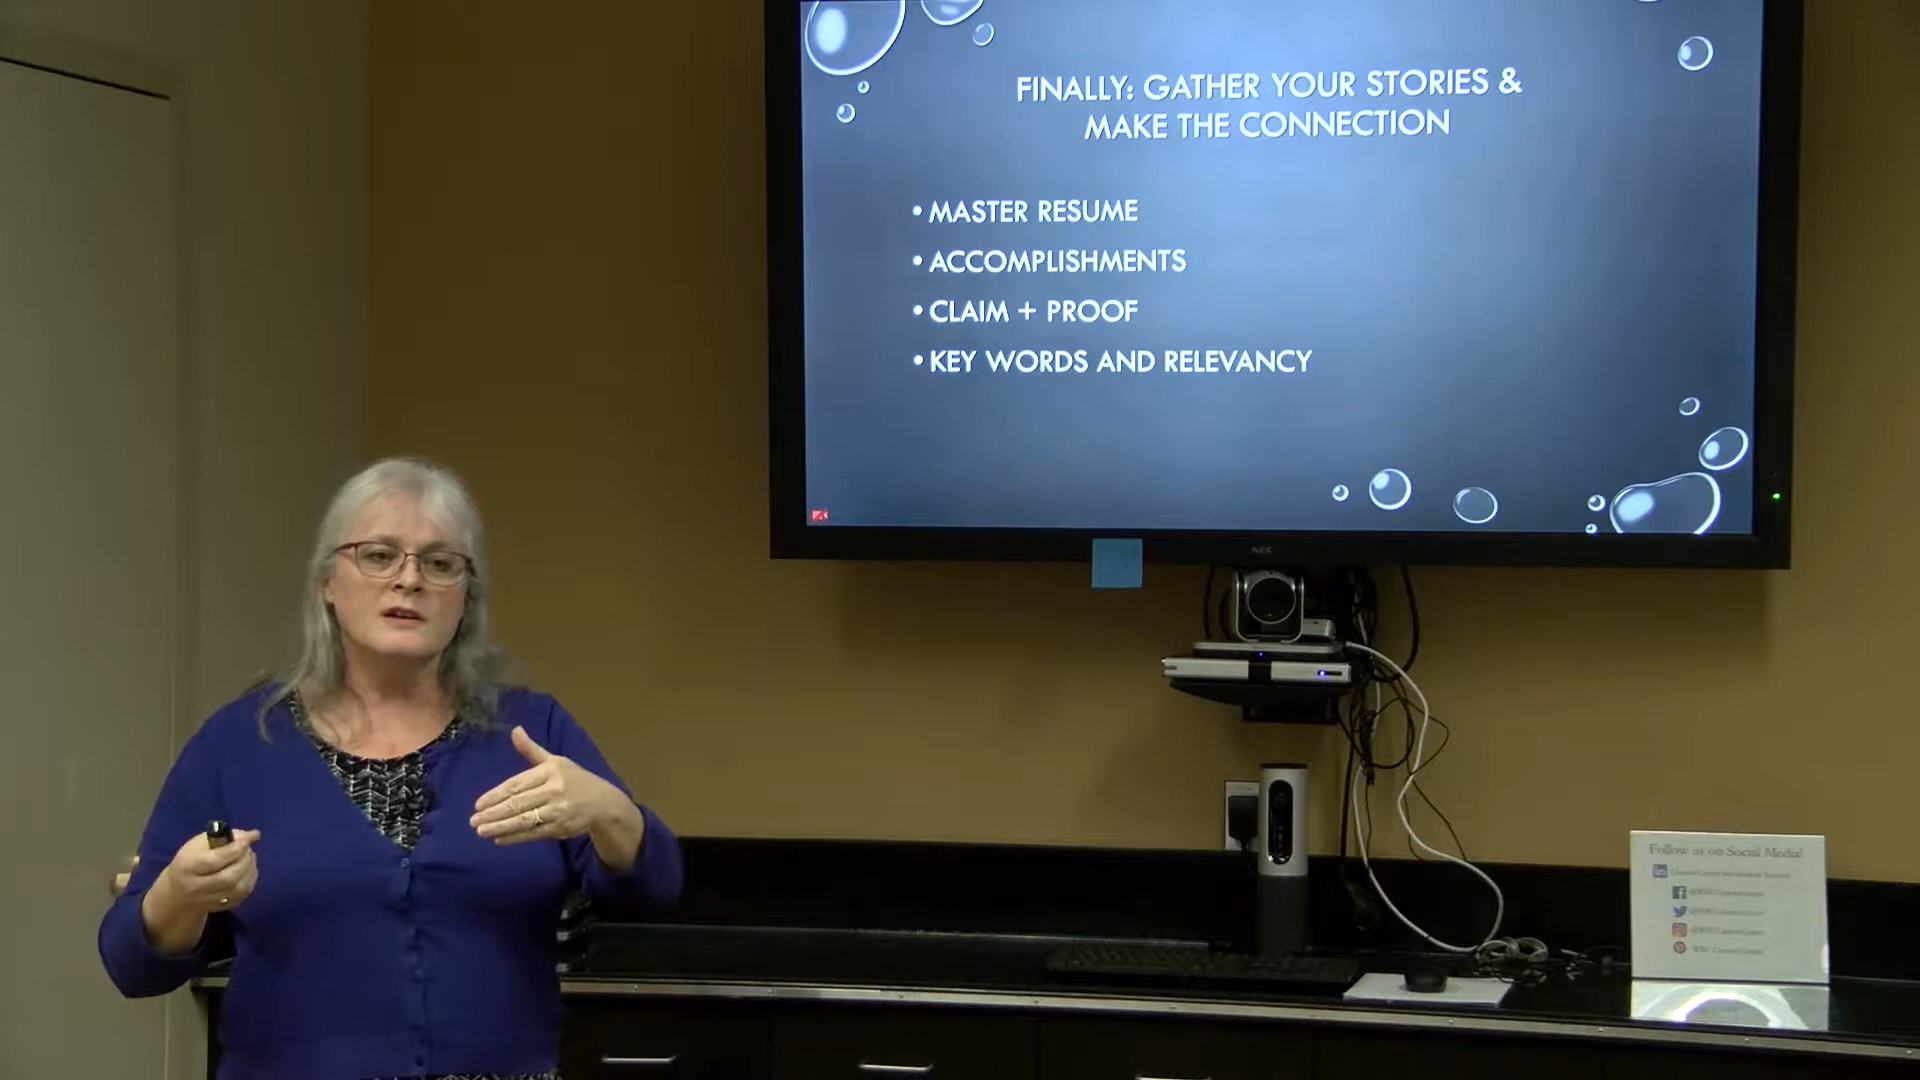 FINALLY: GATHER YOUR STORIES &
MAKE THE CONNECTION
• MASTER RESUME
• ACCOMPLISHMENTS
• CLAIM + PROOF
• KEY WORDS AND RELEVANCY
NEC
Follow us on Social Media!